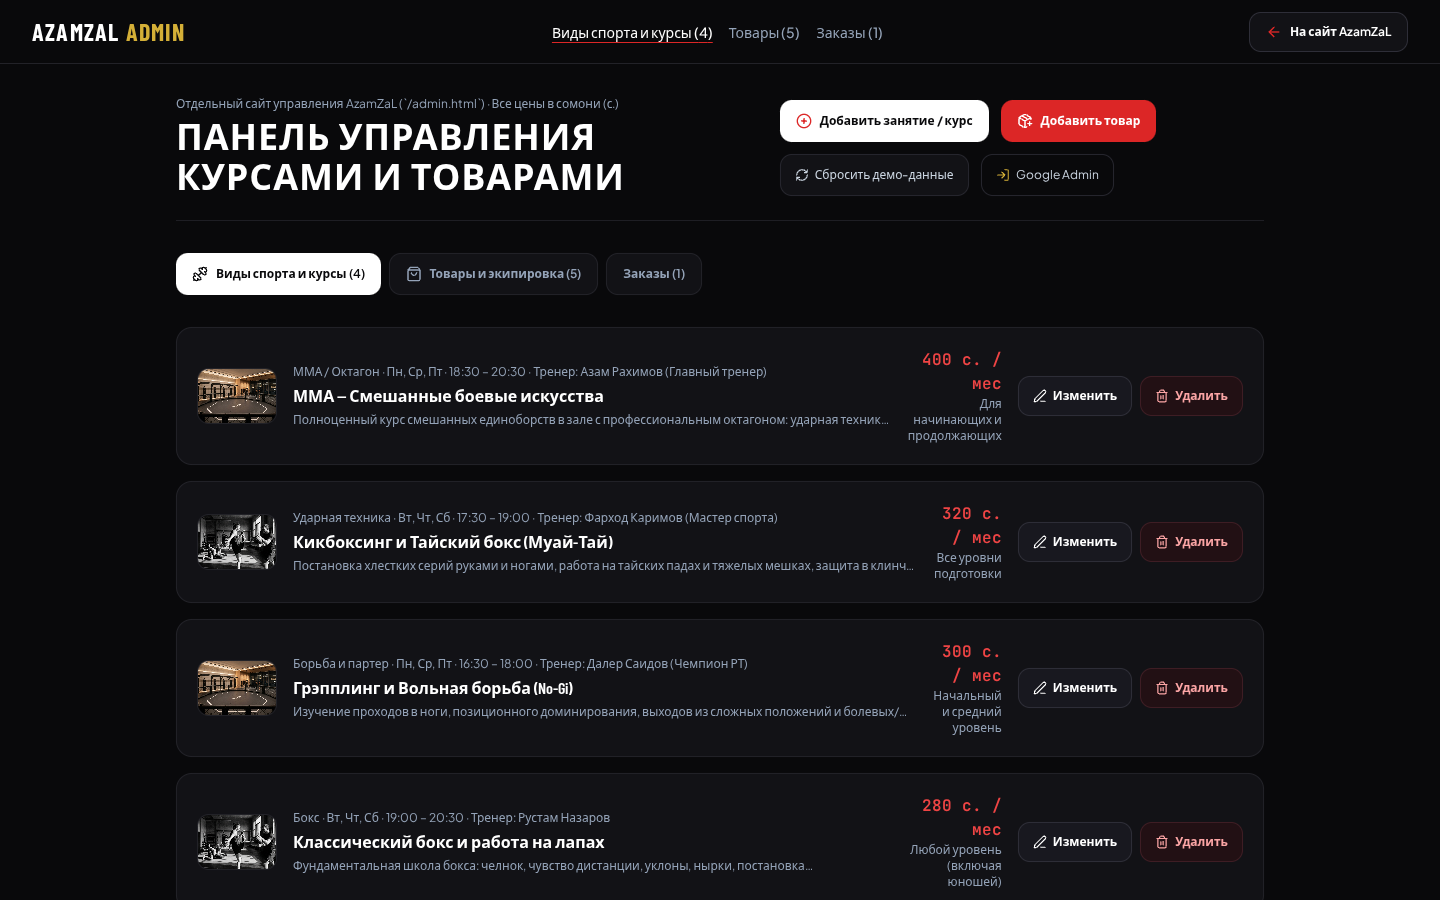 AZAMZAL ADMIN
Виды спорта и курсы (4)
Товары (5)
Заказы (1)
На сайт AzamZaL
Отдельный сайт управления AzamZaL (`/admin.html`) · Все цены в сомони (с.)
ПАНЕЛЬ УПРАВЛЕНИЯ
КУРСАМИ И ТОВАРАМИ
Добавить занятие / курс
Добавить товар
Сбросить демо-данные
Google Admin
Виды спорта и курсы (4)
Товары и экипировка (5)
Заказы (1)
ММА / Октагон · Пн, Ср, Пт · 18:30 – 20:30 · Тренер: Азам Рахимов (Главный тренер)
ММА — Смешанные боевые искусства
Полноценный курс смешанных единоборств в зале с профессиональным октагоном: ударная техник...
400 с. /
мес
Для
начинающих и
продолжающих
Изменить
Удалить
Ударная техника · Вт, Чт, Сб · 17:30 – 19:00 · Тренер: Фарход Каримов (Мастер спорта)
Кикбоксинг и Тайский бокс (Муай-Тай)
Постановка хлестких серий руками и ногами, работа на тайских падах и тяжелых мешках, защита в клинч...
320 с.
/ мес
Все уровни
подготовки
Изменить
Удалить
Борьба и партер · Пн, Ср, Пт · 16:30 – 18:00 · Тренер: Далер Саидов (Чемпион РТ)
Грэпплинг и Вольная борьба (No-Gi)
Изучение проходов в ноги, позиционного доминирования, выходов из сложных положений и болевых/...
300 с.
/ мес
Начальный
и средний
уровень
Изменить
Удалить
Бокс · Вт, Чт, Сб · 19:00 – 20:30 · Тренер: Рустам Назаров
Классический бокс и работа на лапах
Фундаментальная школа бокса: челнок, чувство дистанции, уклоны, нырки, постановка...
280 с. /
мес
Любой уровень
(включая
юношей)
Изменить
Удалить